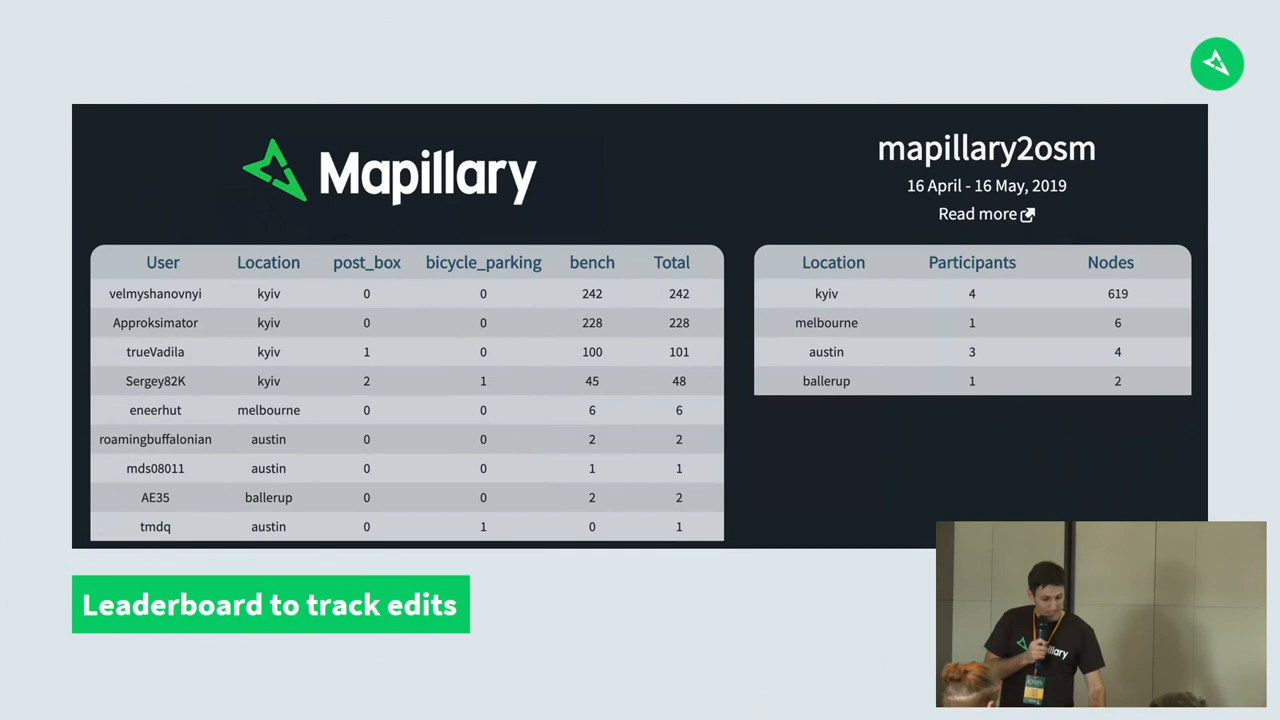 Mapillary
mapillary2osm
16 April - 16 May, 2019
Read more
User Location post_box bicycle_parking bench Total
velmyshanovnyi kyiv 0 0 242 242
Approksimator kyiv 0 0 228 228
trueVadila kyiv 1 0 100 101
Sergey82K kyiv 2 1 45 48
eneerhut melbourne 0 0 6 6
roamingbuffalonian austin 0 0 2 2
mds08011 austin 0 0 1 1
AE35 ballerup 0 0 2 2
tmdq austin 0 1 0 1
Location Participants Nodes
kyiv 4 619
melbourne 1 6
austin 3 4
ballerup 1 2
Leaderboard to track edits